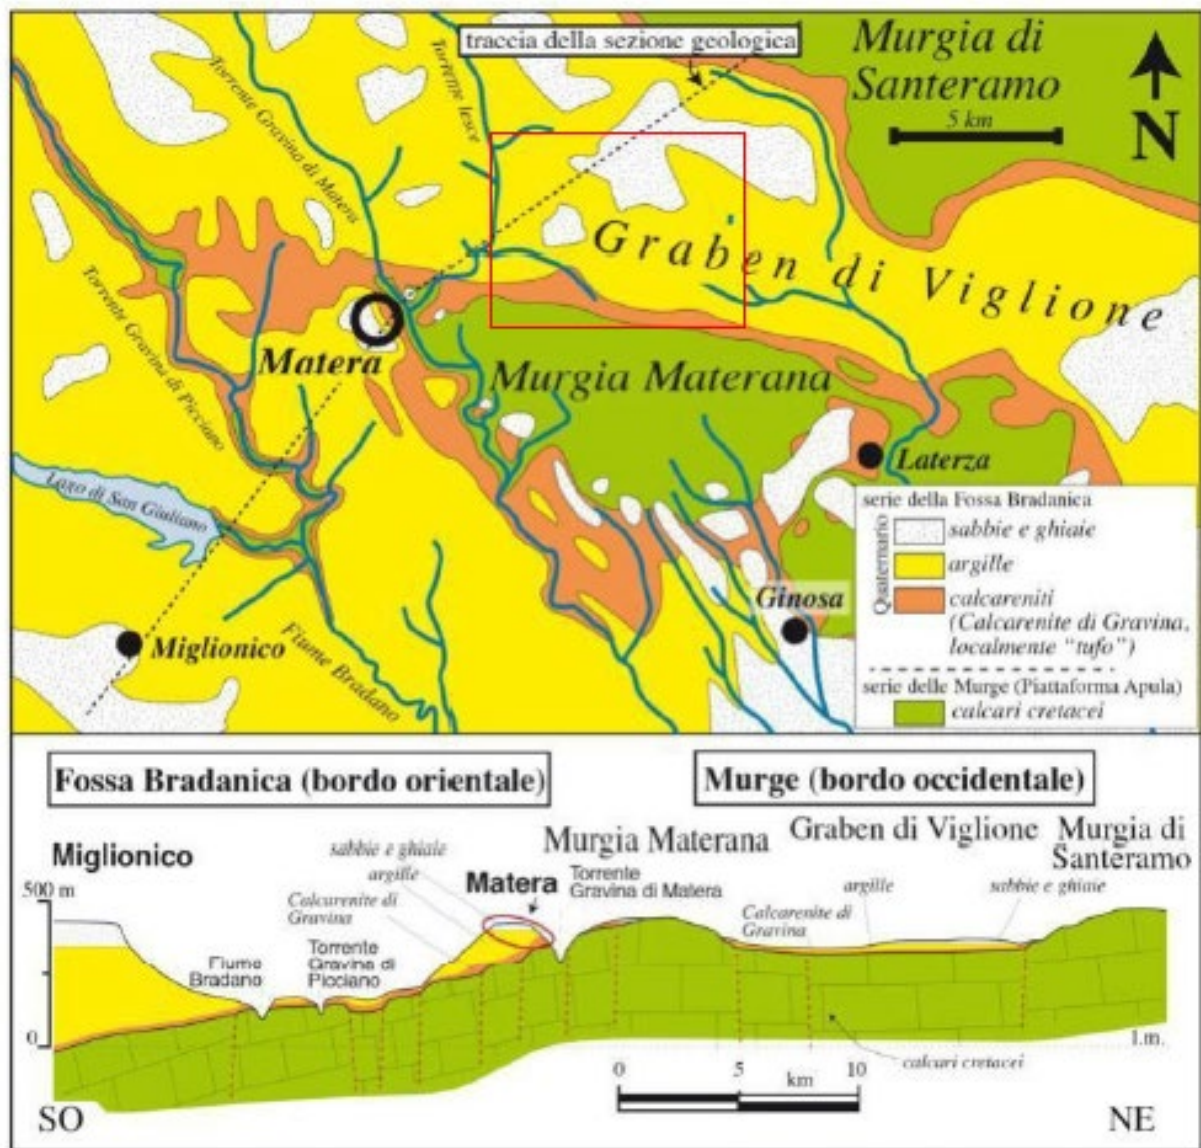 traccia della sezione geologica
Murgia di
Santeramo
5 km
N
Torrente Gravina di Matera
Torrente Iesce
Graben di Viglione
Matera
Murgia Materana
Torrente Gravina di Picciano
Laterza
Lago di San Giuliano
Ginosa
Miglionico
Fiume Bradano
serie della Fossa Bradanica
Quaternario
sabbie e ghiaie
argille
calcareniti
(Calcarenite di Gravina,
localmente "tufo")
serie delle Murge (Piattaforma Apula)
calcari cretacei
Fossa Bradanica (bordo orientale)
Murge (bordo occidentale)
Miglionico
sabbie e ghiaie
argille
Calcarenite di
Gravina
Matera
Murgia Materana
Torrente
Gravina di Matera
Graben di Viglione
Murgia di
Santeramo
500 m
Fiume
Bradano
Torrente
Gravina di
Picciano
Calcarenite di
Gravina
argille
sabbie e ghiaie
0
l.m.
calcari cretacei
0 5 10
km
SO
NE